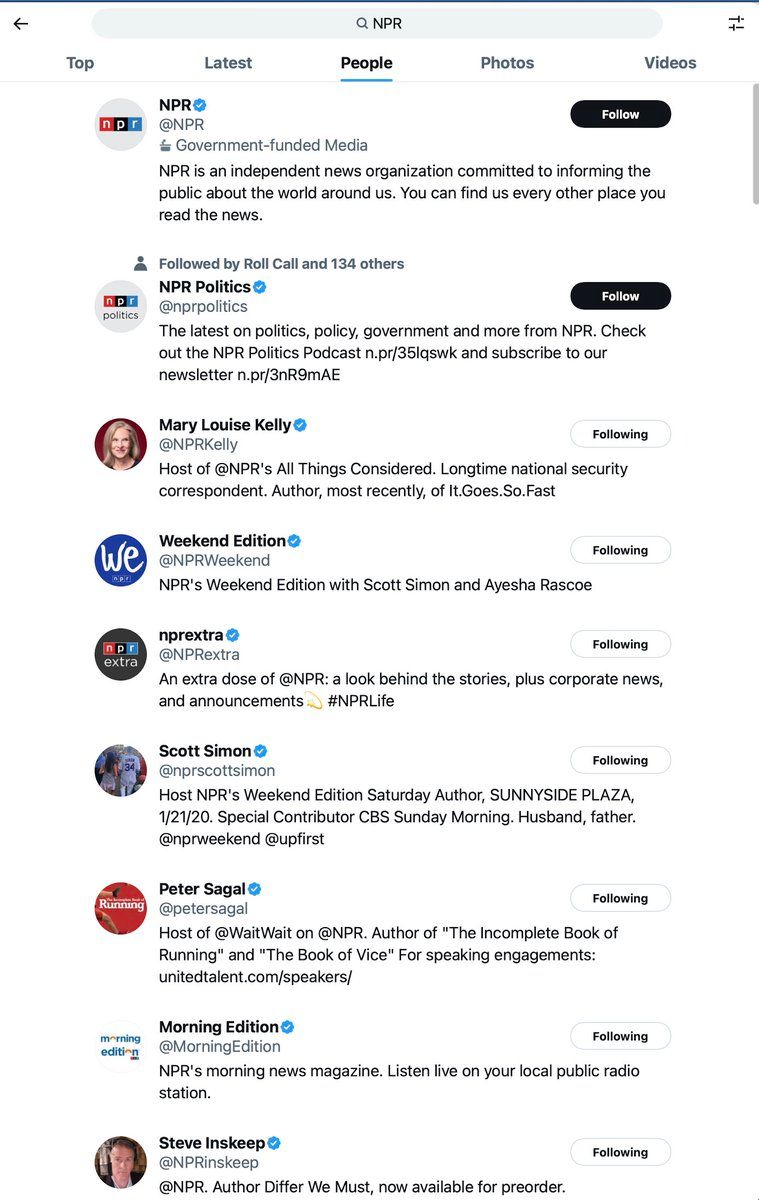 NPR
Top
Latest
People
Photos
Videos
npr
NPR
@NPR
Government-funded Media
Follow
NPR is an independent news organization committed to informing the
public about the world around us. You can find us every other place you
read the news.
Followed by Roll Call and 134 others
npr
politics
NPR Politics
@nprpolitics
Follow
The latest on politics, policy, government and more from NPR. Check
out the NPR Politics Podcast n.pr/35lqswk and subscribe to our
newsletter n.pr/3nR9mAE
Mary Louise Kelly
@NPRKelly
Following
Host of @NPR's All Things Considered. Longtime national security
correspondent. Author, most recently, of It.Goes.So.Fast
we
npr
Weekend Edition
@NPRWeekend
Following
NPR's Weekend Edition with Scott Simon and Ayesha Rascoe
npr
extra
nprextra
@NPRextra
Following
An extra dose of @NPR: a look behind the stories, plus corporate news,
and announcements💫 #NPRLife
34
Scott Simon
@nprscottsimon
Following
Host NPR's Weekend Edition Saturday Author, SUNNYSIDE PLAZA,
1/21/20. Special Contributor CBS Sunday Morning. Husband, father.
@nprweekend @upfirst
The Incomplete Book of
Running
Peter Sagal
@petersagal
Following
Host of @WaitWait on @NPR. Author of "The Incomplete Book of
Running" and "The Book of Vice" For speaking engagements:
unitedtalent.com/speakers/
morning
edition
Morning Edition
@MorningEdition
Following
NPR's morning news magazine. Listen live on your local public radio
station.
Steve Inskeep
@NPRinskeep
Following
@NPR. Author Differ We Must, now available for preorder.